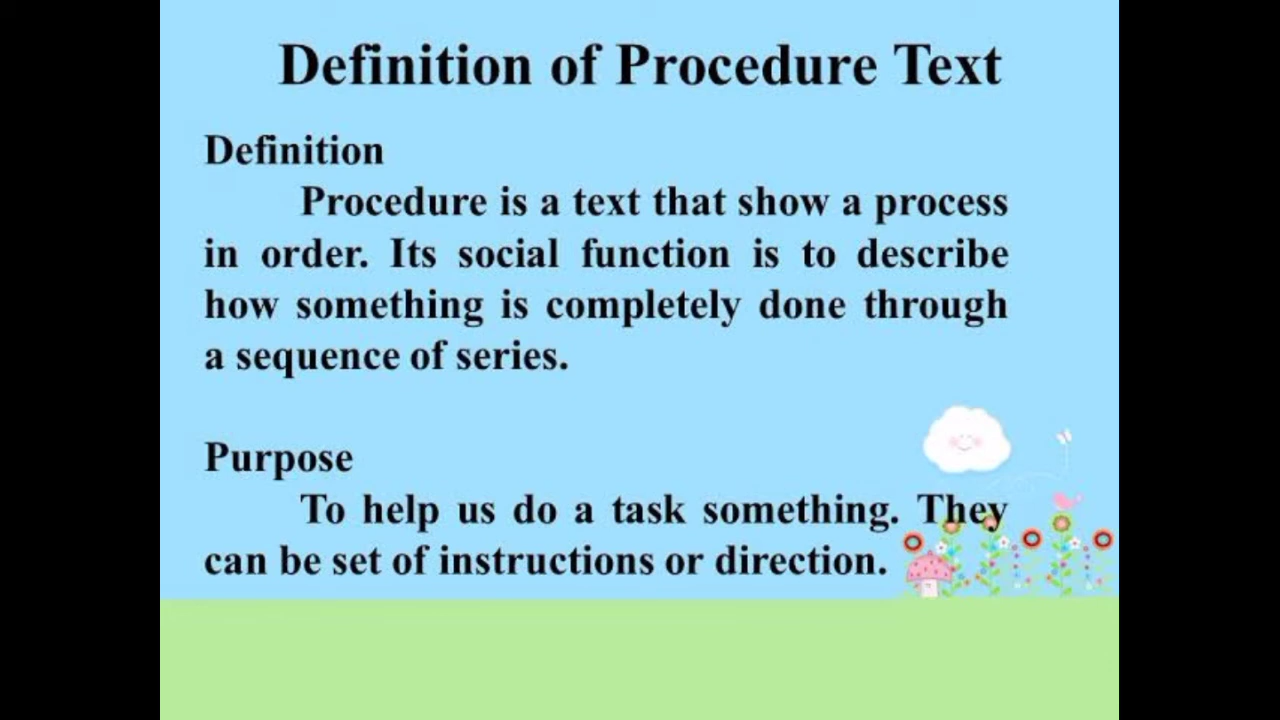 Definition of Procedure Text
Definition
Procedure is a text that show a process
in order. Its social function is to describe
how something is completely done through
a sequence of series.
Purpose
To help us do a task something. They
can be set of instructions or direction.